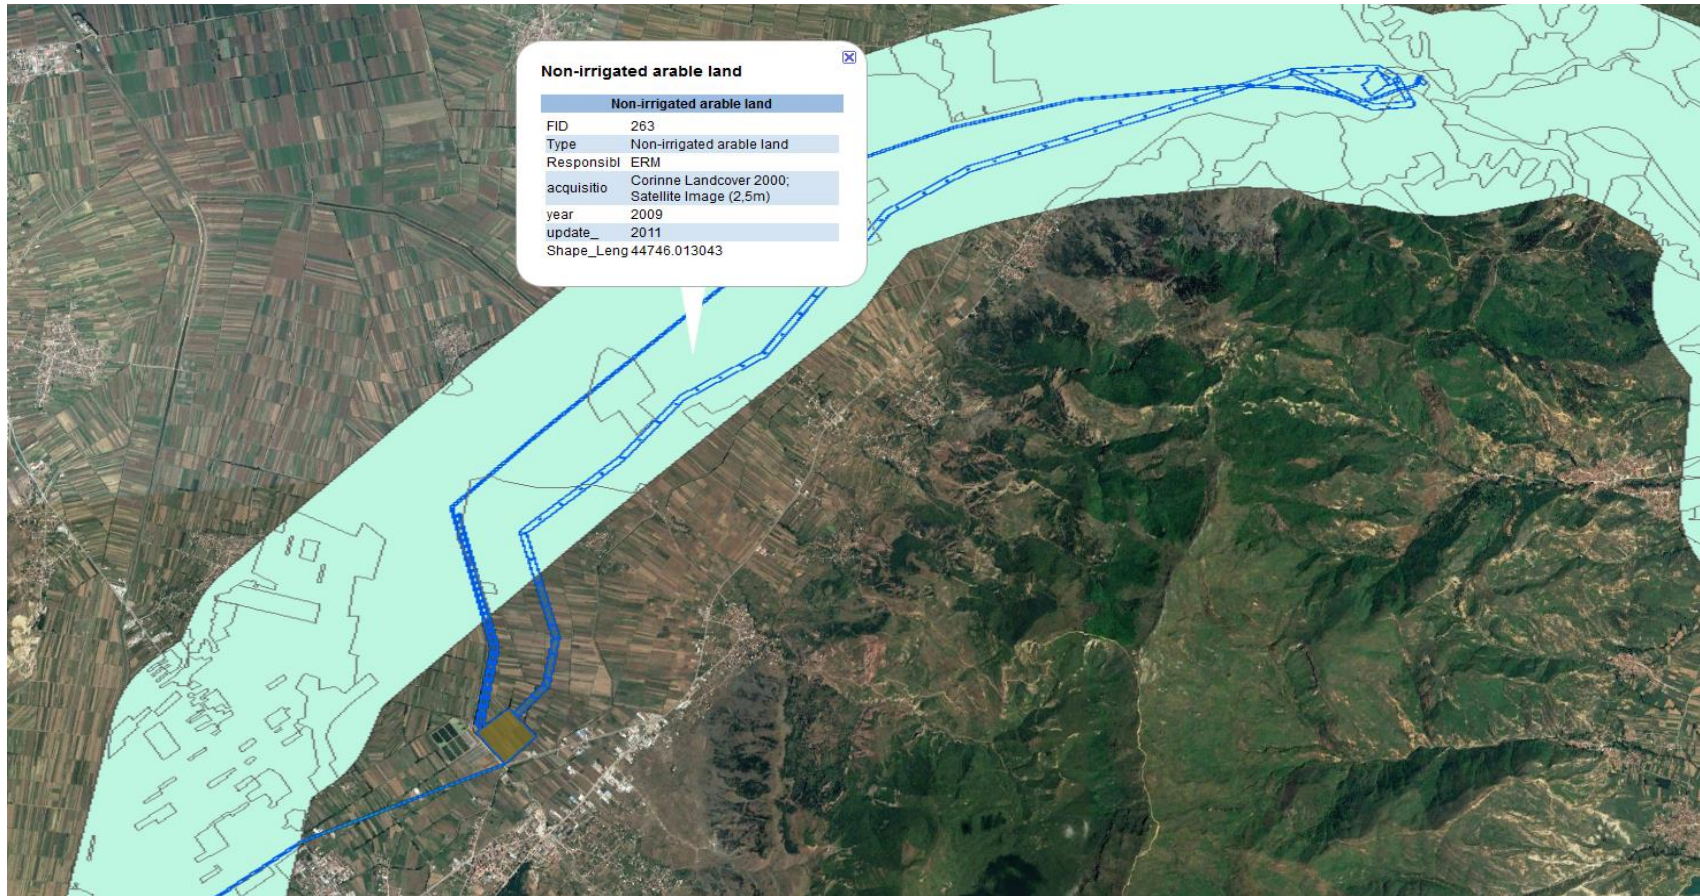 Non-irrigated arable land
Non-irrigated arable land
FID 263
Type Non-irrigated arable land
Responsibl ERM
acquisitio Corinne Landcover 2000;
Satellite Image (2,5m)
year 2009
update_ 2011
Shape_Leng 44746.013043